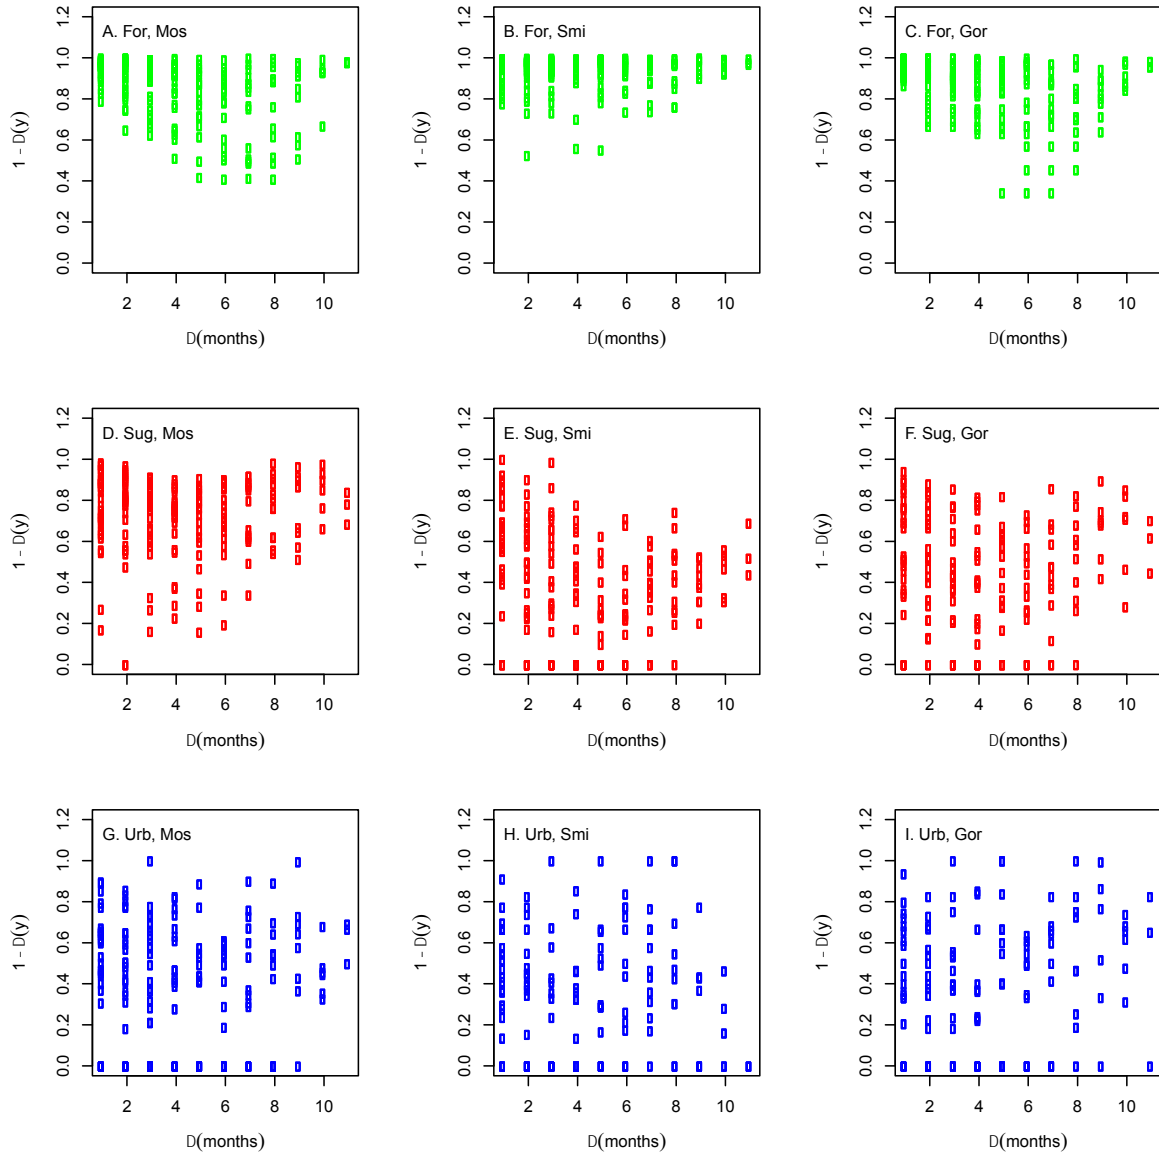 A. For, Mos
1 - D(y)
0.0 0.2 0.4 0.6 0.8 1.0 1.2
2 4 6 8 10
D(months)
B. For, Smi
1 - D(y)
0.0 0.2 0.4 0.6 0.8 1.0 1.2
2 4 6 8 10
D(months)
C. For, Gor
1 - D(y)
0.0 0.2 0.4 0.6 0.8 1.0 1.2
2 4 6 8 10
D(months)
D. Sug, Mos
1 - D(y)
0.0 0.2 0.4 0.6 0.8 1.0 1.2
2 4 6 8 10
D(months)
E. Sug, Smi
1 - D(y)
0.0 0.2 0.4 0.6 0.8 1.0 1.2
2 4 6 8 10
D(months)
F. Sug, Gor
1 - D(y)
0.0 0.2 0.4 0.6 0.8 1.0 1.2
2 4 6 8 10
D(months)
G. Urb, Mos
1 - D(y)
0.0 0.2 0.4 0.6 0.8 1.0 1.2
2 4 6 8 10
D(months)
H. Urb, Smi
1 - D(y)
0.0 0.2 0.4 0.6 0.8 1.0 1.2
2 4 6 8 10
D(months)
I. Urb, Gor
1 - D(y)
0.0 0.2 0.4 0.6 0.8 1.0 1.2
2 4 6 8 10
D(months)